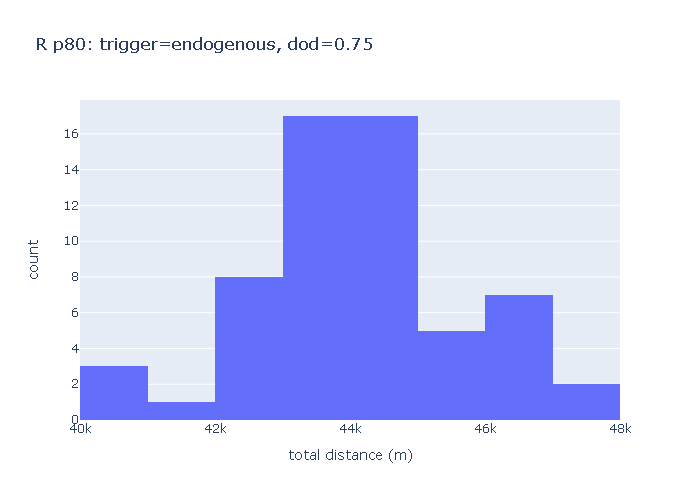 R p80: trigger=endogenous, dod=0.75
16
14
12
10
8
6
4
2
0
count
40k 42k 44k 46k 48k
total distance (m)